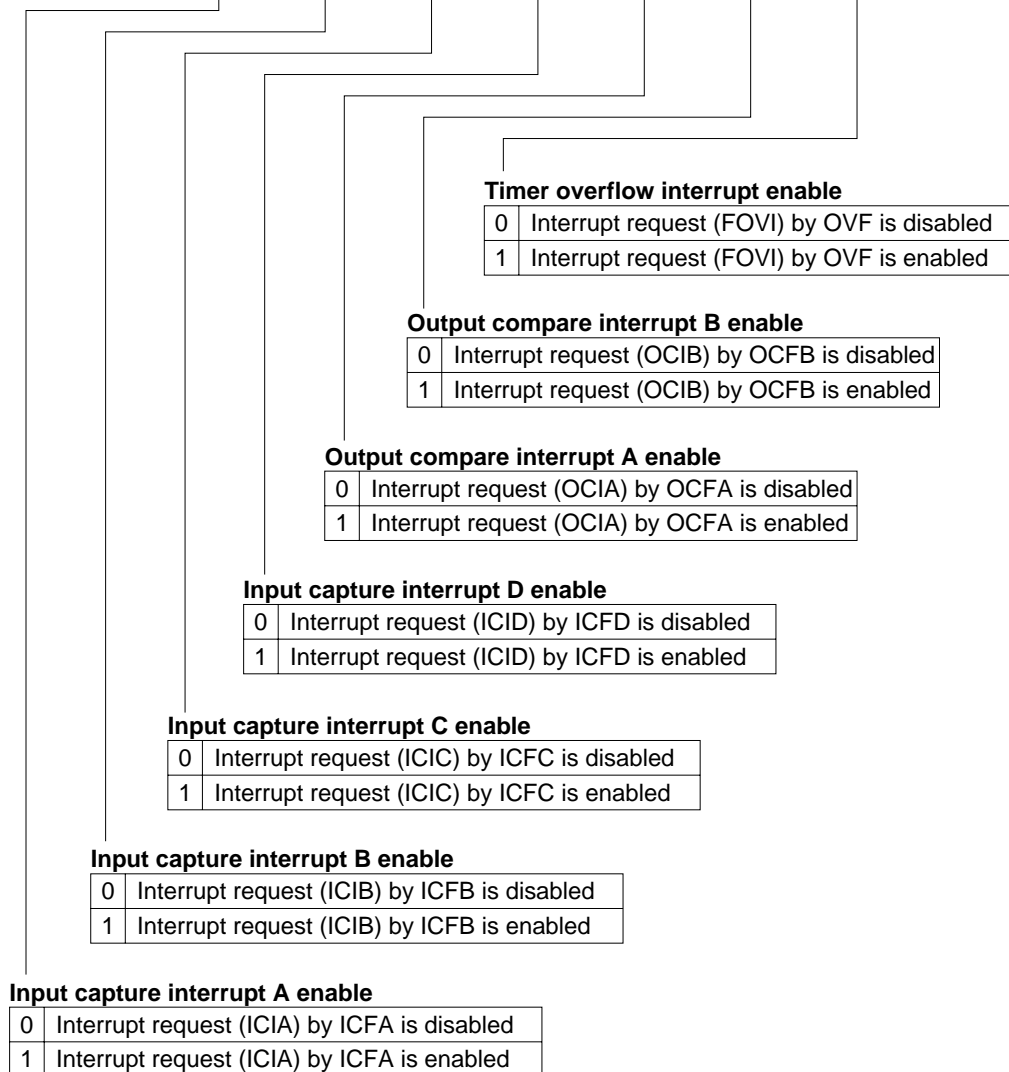 Timer overflow interrupt enable
0 Interrupt request (FOVI) by OVF is disabled
1 Interrupt request (FOVI) by OVF is enabled
Output compare interrupt B enable
0 Interrupt request (OCIB) by OCFB is disabled
1 Interrupt request (OCIB) by OCFB is enabled
Output compare interrupt A enable
0 Interrupt request (OCIA) by OCFA is disabled
1 Interrupt request (OCIA) by OCFA is enabled
Input capture interrupt D enable
0 Interrupt request (ICID) by ICFD is disabled
1 Interrupt request (ICID) by ICFD is enabled
Input capture interrupt C enable
0 Interrupt request (ICIC) by ICFC is disabled
1 Interrupt request (ICIC) by ICFC is enabled
Input capture interrupt B enable
0 Interrupt request (ICIB) by ICFB is disabled
1 Interrupt request (ICIB) by ICFB is enabled
Input capture interrupt A enable
0 Interrupt request (ICIA) by ICFA is disabled
1 Interrupt request (ICIA) by ICFA is enabled